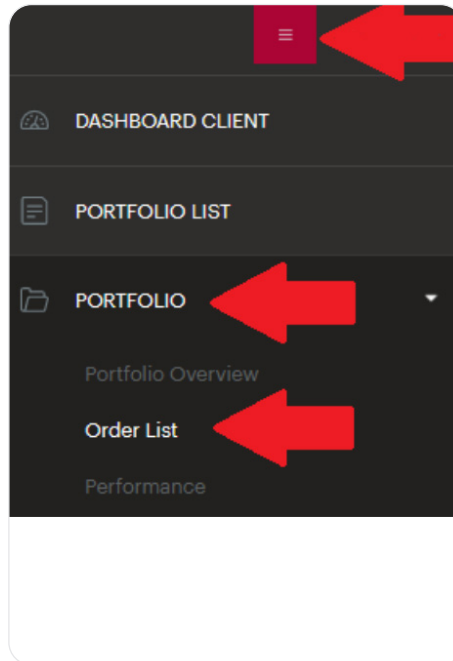 DASHBOARD CLIENT
PORTFOLIO LIST
PORTFOLIO
Portfolio Overview
Order List
Performance